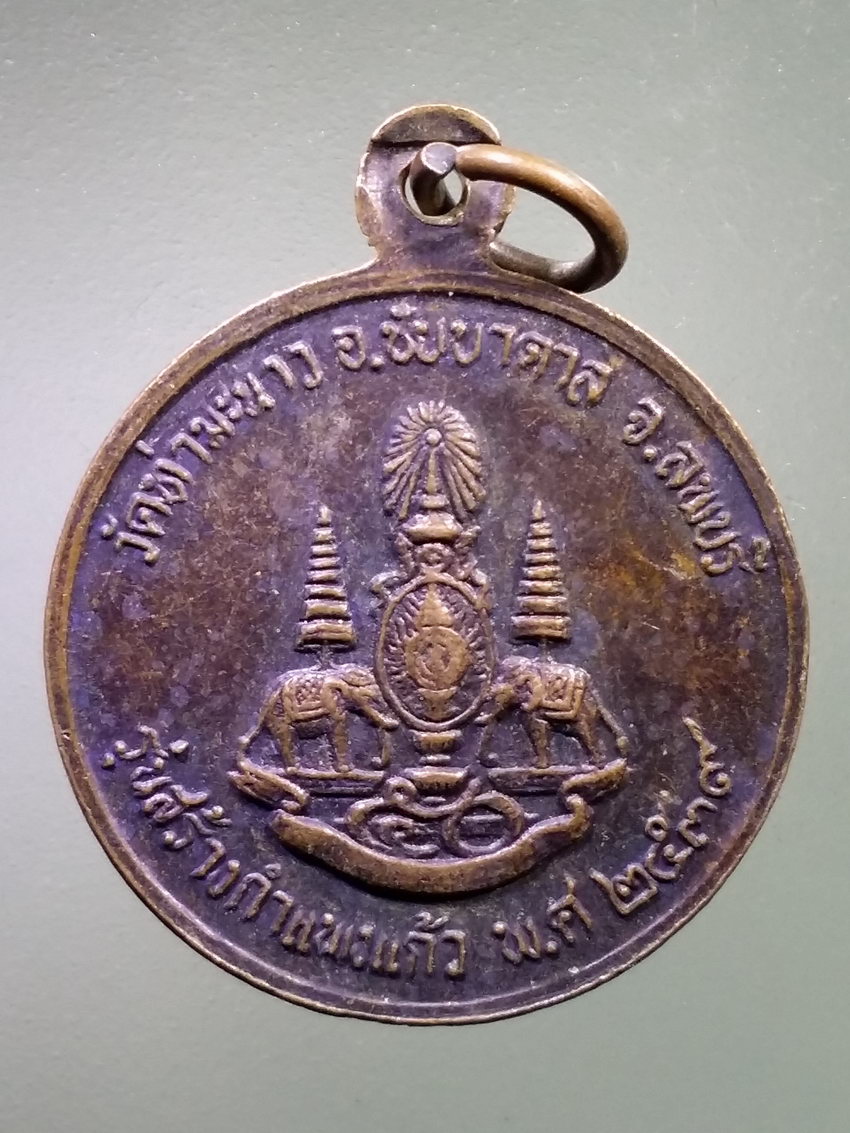 วัดท่ามะนาว อ.ชัยบาดาล จ.ลพบุรี
รุ่นสร้างกำแพงแก้ว พ.ศ ๒๕๓๙